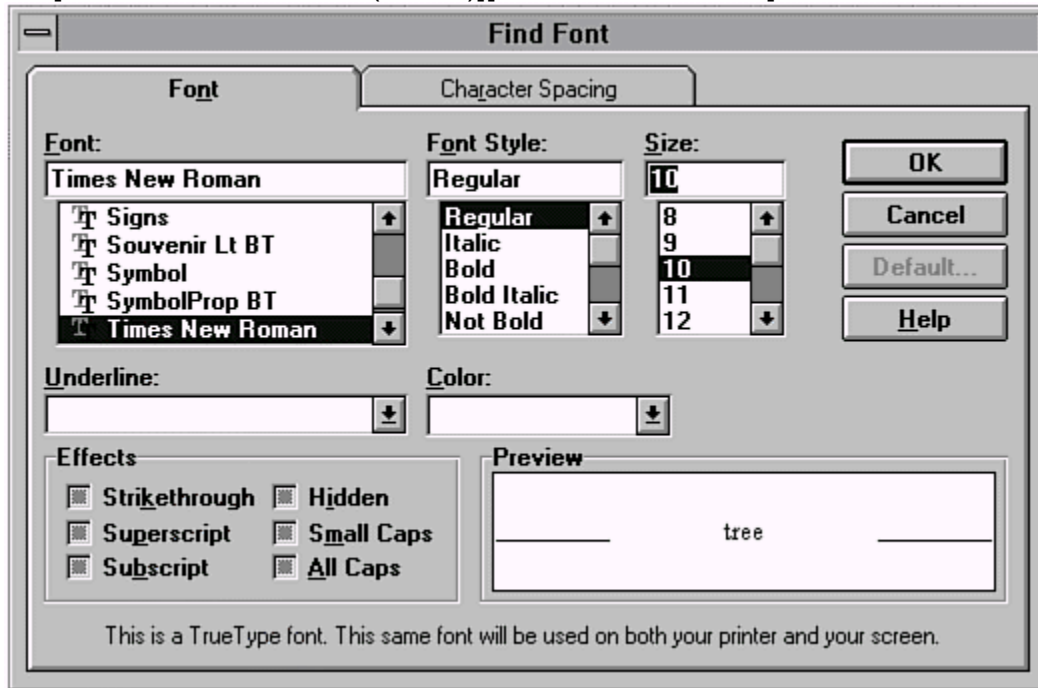 Find Font
Font
Character Spacing
Font:
Font Style:
Size:
Times New Roman
Regular
10
Signs
Souvenir Lt BT
Symbol
SymbolProp BT
Times New Roman
Regular
Italic
Bold
Bold Italic
Not Bold
8
9
10
11
12
OK
Cancel
Default...
Help
Underline:
Color:
Effects
Strikethrough
Hidden
Superscript
Small Caps
Subscript
All Caps
Preview
tree
This is a TrueType font. This same font will be used on both your printer and your screen.